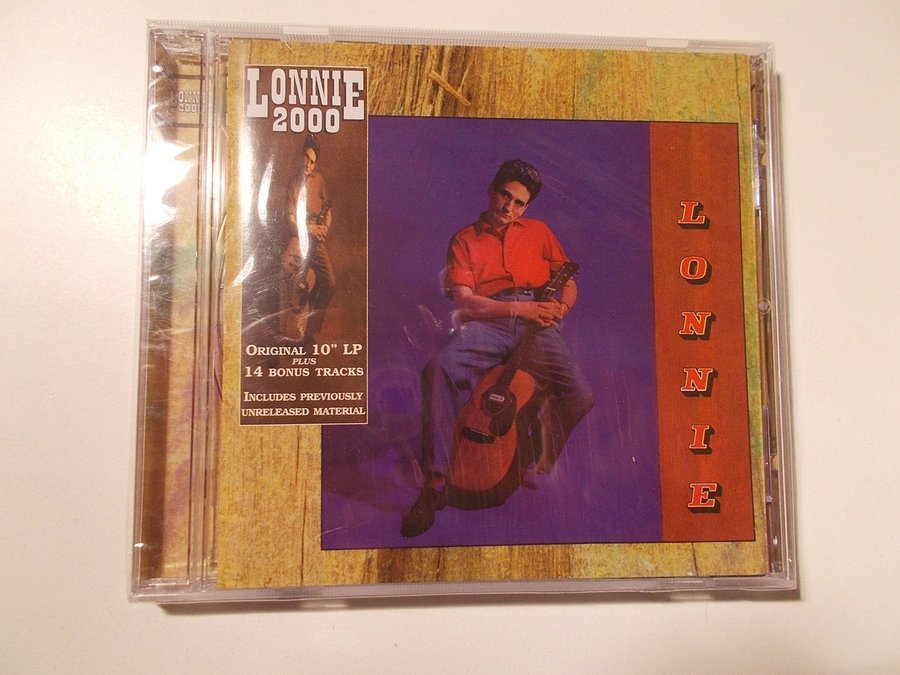 LONNIE
2000
ORIGINAL 10" LP
PLUS
14 BONUS TRACKS
INCLUDES PREVIOUSLY
UNRELEASED MATERIAL
LONNIE